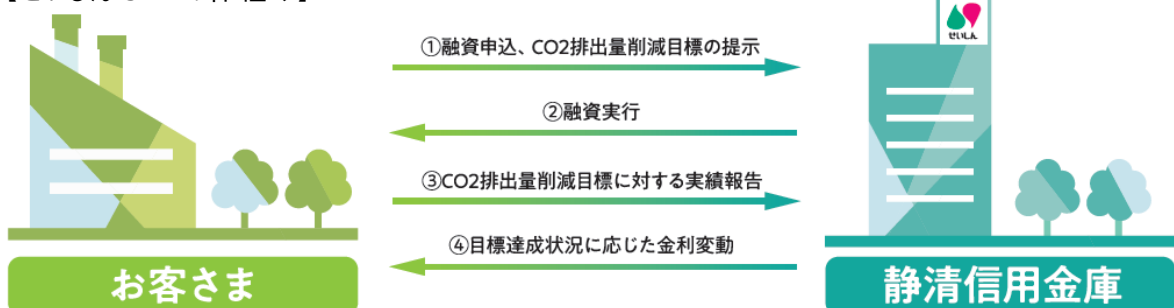 せいしん
①融資申込、CO2排出量削減目標の提示
②融資実行
③CO2排出量削減目標に対する実績報告
④目標達成状況に応じた金利変動
お客さま
静清信用金庫